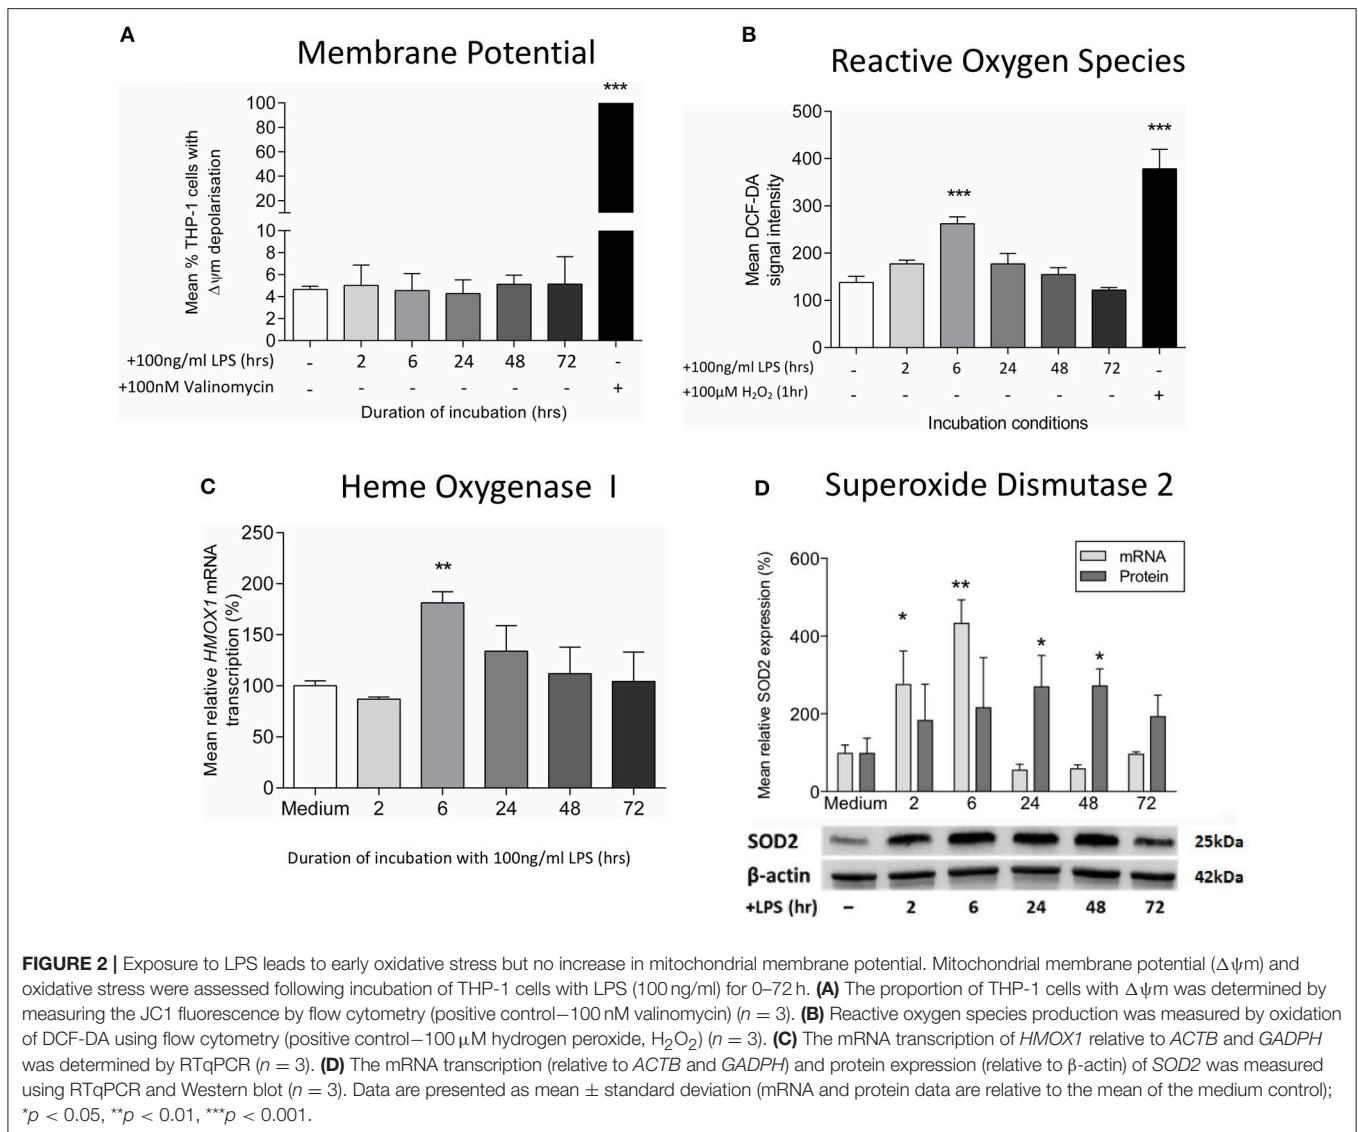 A
Membrane Potential
Mean % THP-1 cells with
Δψm depolarisation
100
80
60
40
20
10
8
6
4
2
0
***
+100ng/ml LPS (hrs) - 2 6 24 48 72 -
+100nM Valinomycin - - - - - - +
Duration of incubation (hrs)
B
Reactive Oxygen Species
Mean DCF-DA
signal intensity
500
400
300
200
100
0
***
***
+100ng/ml LPS (hrs) - 2 6 24 48 72 -
+100µM H₂O₂ (1hr) - - - - - - +
Incubation conditions
C
Heme Oxygenase I
Mean relative HMOX1 mRNA
transcription (%)
250
200
150
100
50
0
**
Medium 2 6 24 48 72
Duration of incubation with 100ng/ml LPS (hrs)
D
Superoxide Dismutase 2
Mean relative SOD2 expression (%)
600
400
200
0
mRNA
Protein
*
**
*
*
Medium 2 6 24 48 72
SOD2 25kDa
β-actin 42kDa
+LPS (hr) – 2 6 24 48 72
FIGURE 2 | Exposure to LPS leads to early oxidative stress but no increase in mitochondrial membrane potential. Mitochondrial membrane potential (Δψm) and
oxidative stress were assessed following incubation of THP-1 cells with LPS (100 ng/ml) for 0–72 h. (A) The proportion of THP-1 cells with Δψm was determined by
measuring the JC1 fluorescence by flow cytometry (positive control–100 nM valinomycin) (n = 3). (B) Reactive oxygen species production was measured by oxidation
of DCF-DA using flow cytometry (positive control–100 µM hydrogen peroxide, H₂O₂) (n = 3). (C) The mRNA transcription of HMOX1 relative to ACTB and GADPH
was determined by RTqPCR (n = 3). (D) The mRNA transcription (relative to ACTB and GADPH) and protein expression (relative to β-actin) of SOD2 was measured
using RTqPCR and Western blot (n = 3). Data are presented as mean ± standard deviation (mRNA and protein data are relative to the mean of the medium control);
*p < 0.05, **p < 0.01, ***p < 0.001.